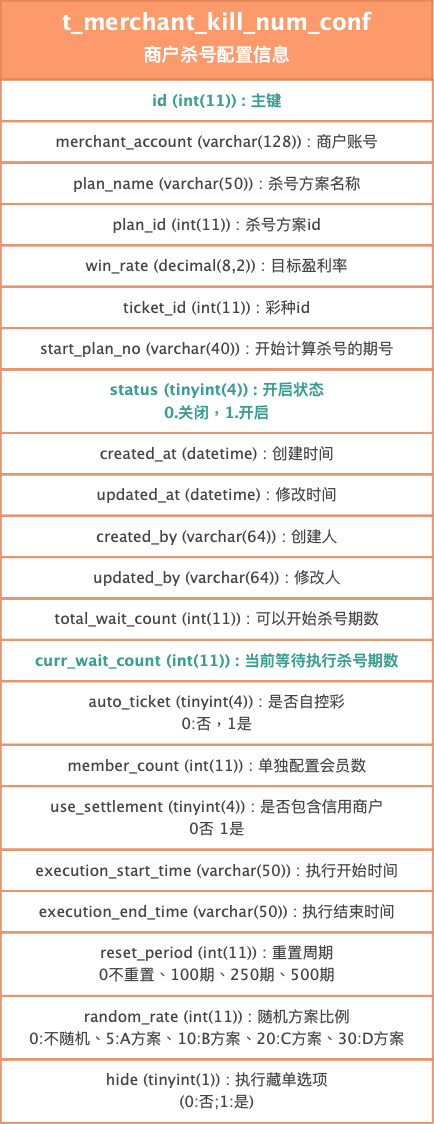 t_merchant_kill_num_conf
商户杀号配置信息
id (int(11)) : 主键
merchant_account (varchar(128)) : 商户账号
plan_name (varchar(50)) : 杀号方案名称
plan_id (int(11)) : 杀号方案id
win_rate (decimal(8,2)) : 目标盈利率
ticket_id (int(11)) : 彩种id
start_plan_no (varchar(40)) : 开始计算杀号的期号
status (tinyint(4)) : 开启状态
0.关闭，1.开启
created_at (datetime) : 创建时间
updated_at (datetime) : 修改时间
created_by (varchar(64)) : 创建人
updated_by (varchar(64)) : 修改人
total_wait_count (int(11)) : 可以开始杀号期数
curr_wait_count (int(11)) : 当前等待执行杀号期数
auto_ticket (tinyint(4)) : 是否自控彩
0:否，1是
member_count (int(11)) : 单独配置会员数
use_settlement (tinyint(4)) : 是否包含信用商户
0否 1是
execution_start_time (varchar(50)) : 执行开始时间
execution_end_time (varchar(50)) : 执行结束时间
reset_period (int(11)) : 重置周期
0不重置、100期、250期、500期
random_rate (int(11)) : 随机方案比例
0:不随机、5:A方案、10:B方案、20:C方案、30:D方案
hide (tinyint(1)) : 执行藏单选项
(0:否;1:是)